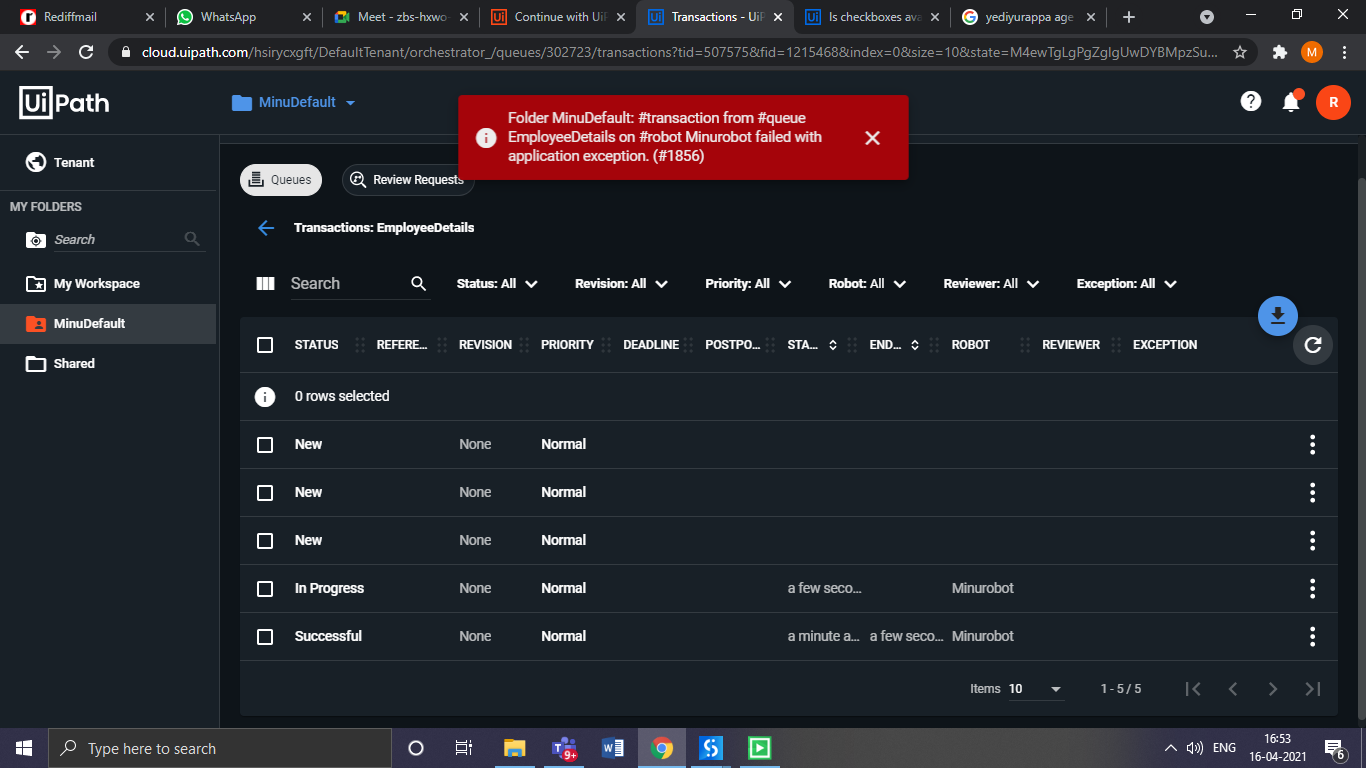 Rediffmail
WhatsApp
Meet - zbs-hxwo-
Continue with UiP
Transactions - UiP
Is checkboxes ava
yediyurappa age
cloud.uipath.com/hsirycxgft/DefaultTenant/orchestrator_/queues/302723/transactions?tid=507575&fid=1215468&index=0&size=10&state=M4ewTgLgPgZglgUwDYBMpzSu...
M
UiPath
MinuDefault
R
Folder MinuDefault: #transaction from #queue
EmployeeDetails on #robot Minurobot failed with
application exception. (#1856)
Tenant
MY FOLDERS
Search
My Workspace
MinuDefault
Shared
Queues
Review Requests
Transactions: EmployeeDetails
Search
Status: All
Revision: All
Priority: All
Robot: All
Reviewer: All
Exception: All
STATUS REFERE... REVISION PRIORITY DEADLINE POSTPO... STA... END... ROBOT REVIEWER EXCEPTION
0 rows selected
New None Normal
New None Normal
New None Normal
In Progress None Normal a few seco... Minurobot
Successful None Normal a minute a... a few seco... Minurobot
Items 10 1 - 5 / 5
Type here to search
9+
ENG
16:53
16-04-2021
6